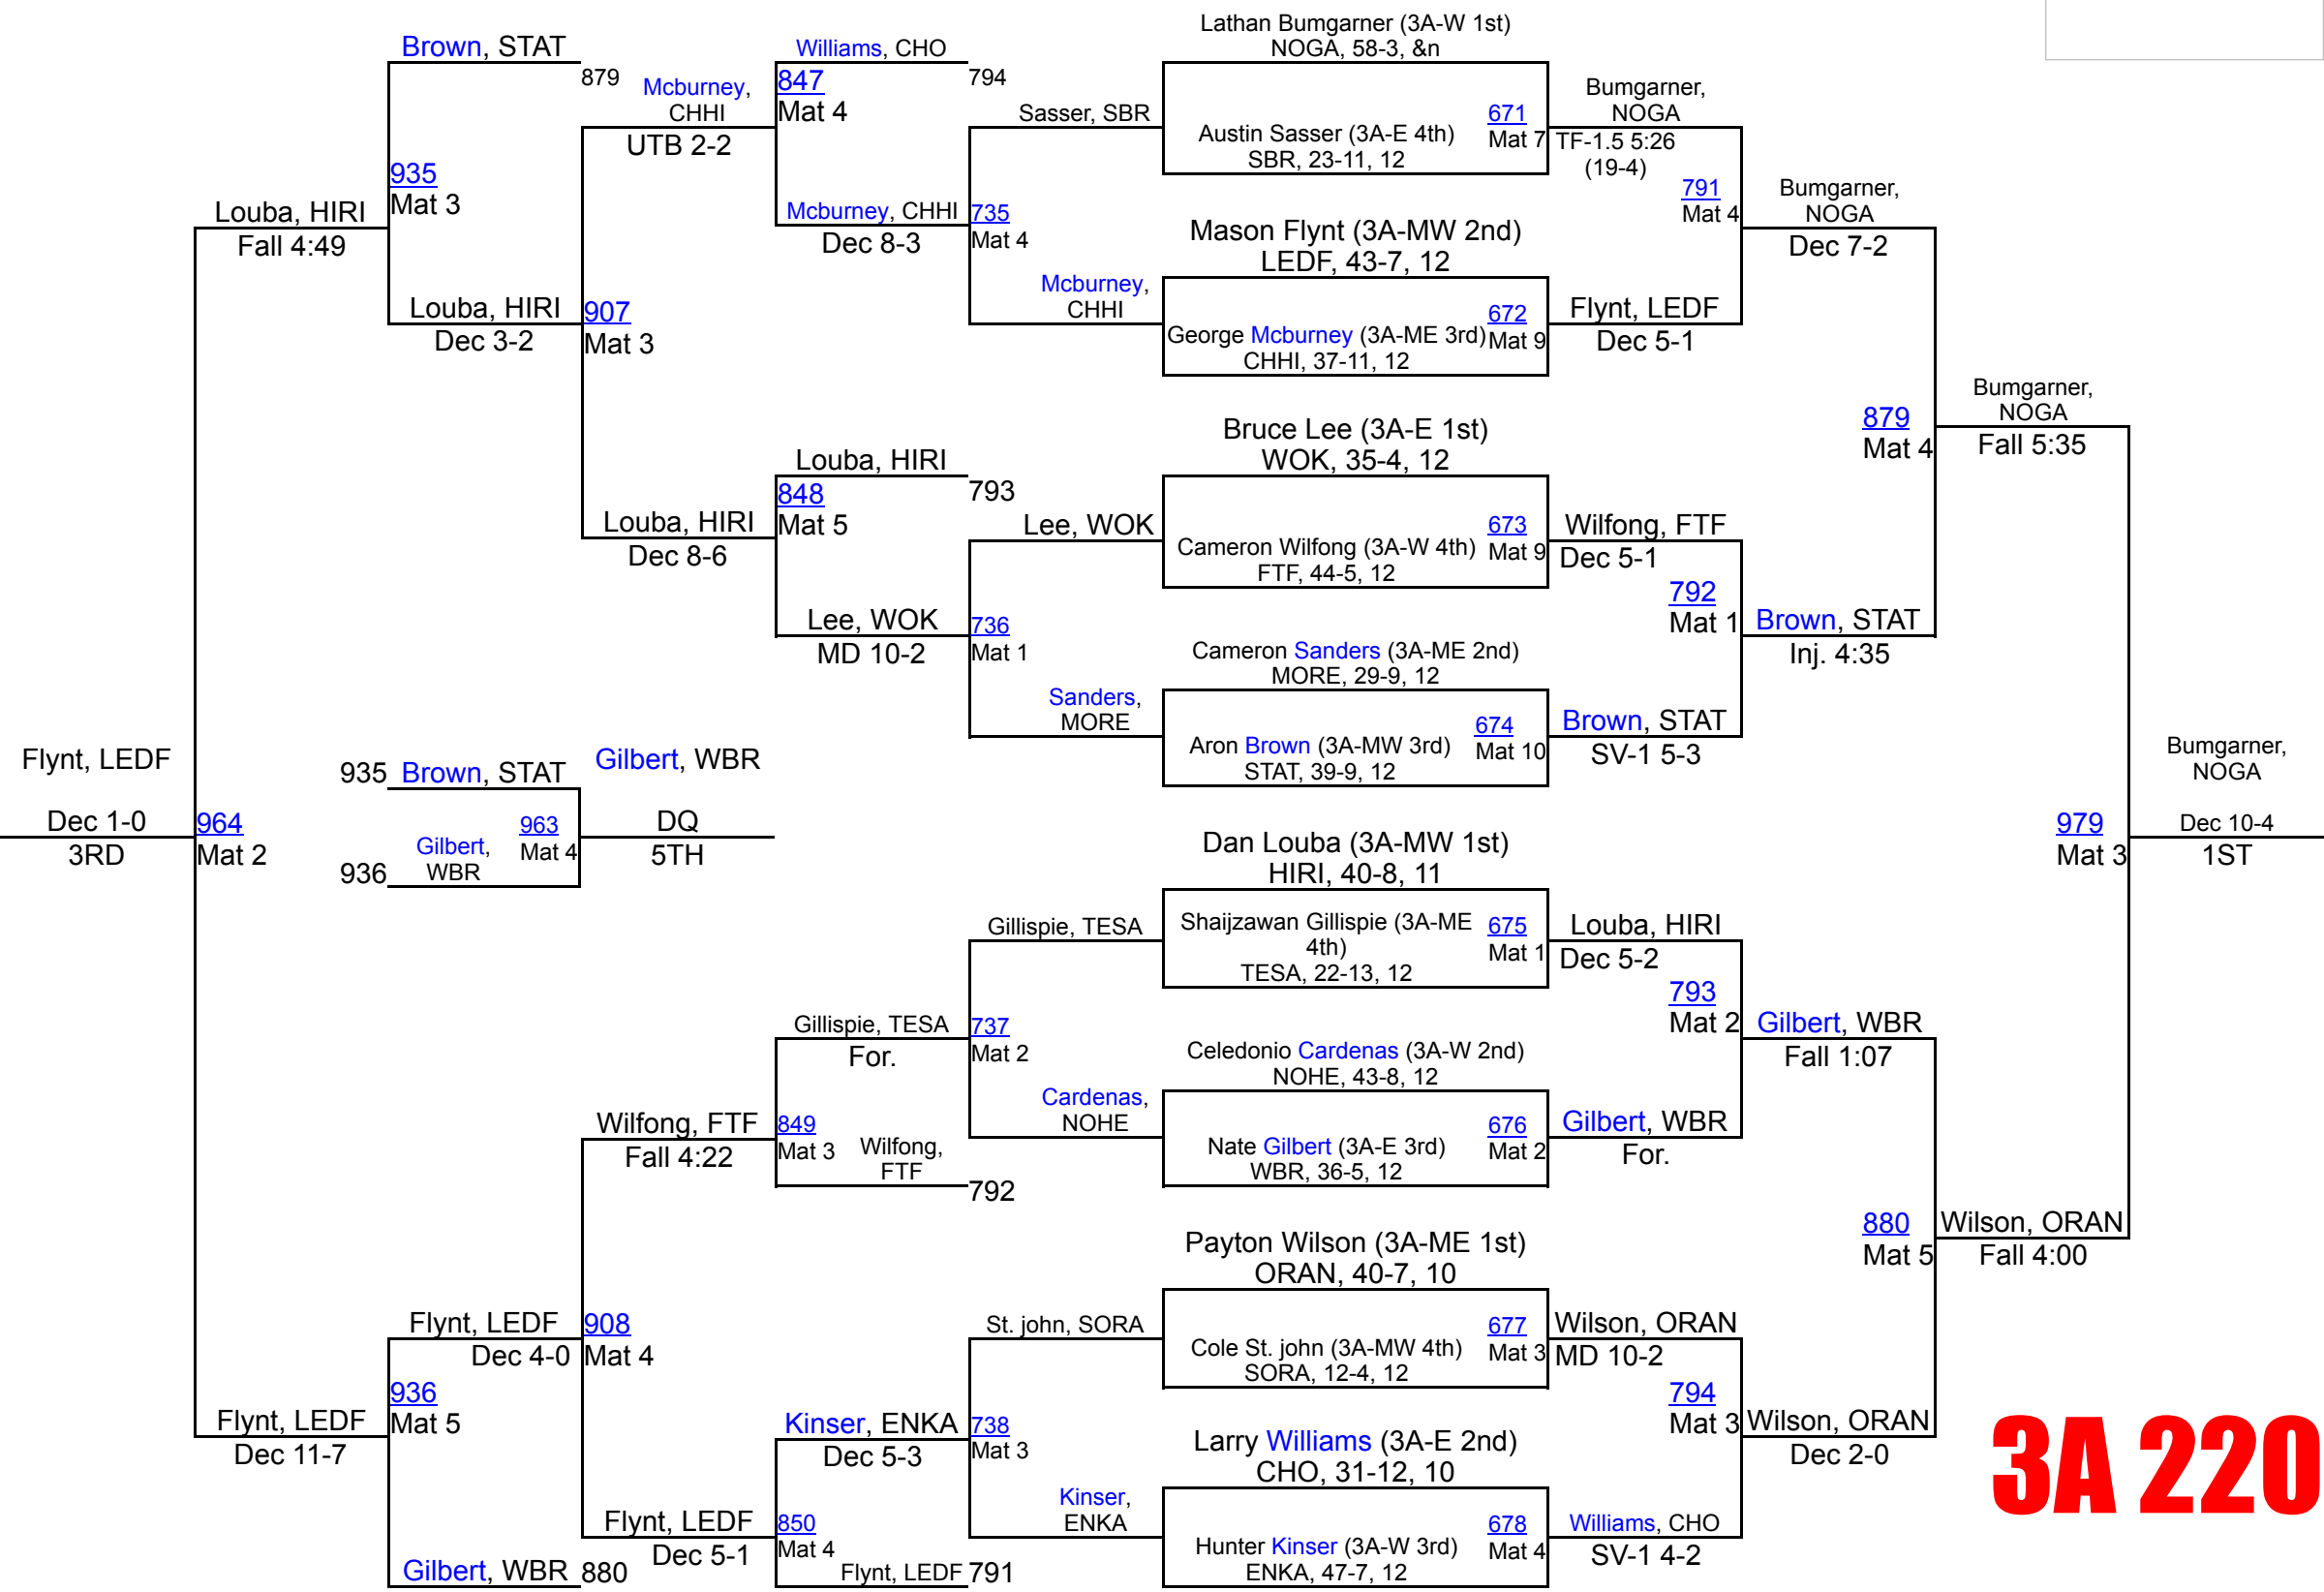 Brown, STAT
879
Mcburney,
CHHI
UTB 2-2
935
Mat 3
Louba, HIRI
Fall 4:49
Louba, HIRI
Dec 3-2
907
Mat 3
Louba, HIRI
Dec 8-6
Williams, CHO
794
847
Mat 4
Mcburney, CHHI
Dec 8-3
Louba, HIRI
793
848
Mat 5
Lee, WOK
MD 10-2
Sasser, SBR
735
Mat 4
Mcburney,
CHHI
Lee, WOK
736
Mat 1
Sanders,
MORE
Lathan Bumgarner (3A-W 1st)
NOGA, 58-3, &n
671
Mat 7
Austin Sasser (3A-E 4th)
SBR, 23-11, 12
Mason Flynt (3A-MW 2nd)
LEDF, 43-7, 12
672
Mat 9
George Mcburney (3A-ME 3rd)
CHHI, 37-11, 12
Bruce Lee (3A-E 1st)
WOK, 35-4, 12
673
Mat 9
Cameron Wilfong (3A-W 4th)
FTF, 44-5, 12
Cameron Sanders (3A-ME 2nd)
MORE, 29-9, 12
674
Mat 10
Aron Brown (3A-MW 3rd)
STAT, 39-9, 12
Bumgarner,
NOGA
TF-1.5 5:26
(19-4)
791
Mat 4
Flynt, LEDF
Dec 5-1
Bumgarner,
NOGA
Dec 7-2
Wilfong, FTF
Dec 5-1
792
Mat 1
Brown, STAT
SV-1 5-3
Brown, STAT
Inj. 4:35
879
Mat 4
Bumgarner,
NOGA
Fall 5:35
Flynt, LEDF
Dec 1-0
3RD
964
Mat 2
935
Brown, STAT
936
Gilbert,
WBR
963
Mat 4
Gilbert, WBR
DQ
5TH
979
Mat 3
Bumgarner,
NOGA
Dec 10-4
1ST
Dan Louba (3A-MW 1st)
HIRI, 40-8, 11
675
Mat 1
Shaijzawan Gillispie (3A-ME
4th)
TESA, 22-13, 12
Celedonio Cardenas (3A-W 2nd)
NOHE, 43-8, 12
676
Mat 2
Nate Gilbert (3A-E 3rd)
WBR, 36-5, 12
Payton Wilson (3A-ME 1st)
ORAN, 40-7, 10
677
Mat 3
Cole St. john (3A-MW 4th)
SORA, 12-4, 12
Larry Williams (3A-E 2nd)
CHO, 31-12, 10
678
Mat 4
Hunter Kinser (3A-W 3rd)
ENKA, 47-7, 12
Louba, HIRI
Dec 5-2
793
Mat 2
Gilbert, WBR
For.
Gilbert, WBR
Fall 1:07
Wilson, ORAN
MD 10-2
794
Mat 3
Williams, CHO
SV-1 4-2
Wilson, ORAN
Dec 2-0
880
Mat 5
Wilson, ORAN
Fall 4:00
Gillispie, TESA
737
Mat 2
Cardenas,
NOHE
Gillispie, TESA
For.
849
Mat 3
Wilfong,
FTF
792
Wilfong, FTF
Fall 4:22
St. john, SORA
738
Mat 3
Kinser,
ENKA
Kinser, ENKA
Dec 5-3
850
Mat 4
Flynt, LEDF
791
Flynt, LEDF
Dec 5-1
Flynt, LEDF
Dec 4-0
908
Mat 4
936
Mat 5
Flynt, LEDF
Dec 11-7
Gilbert, WBR
880
3A 220